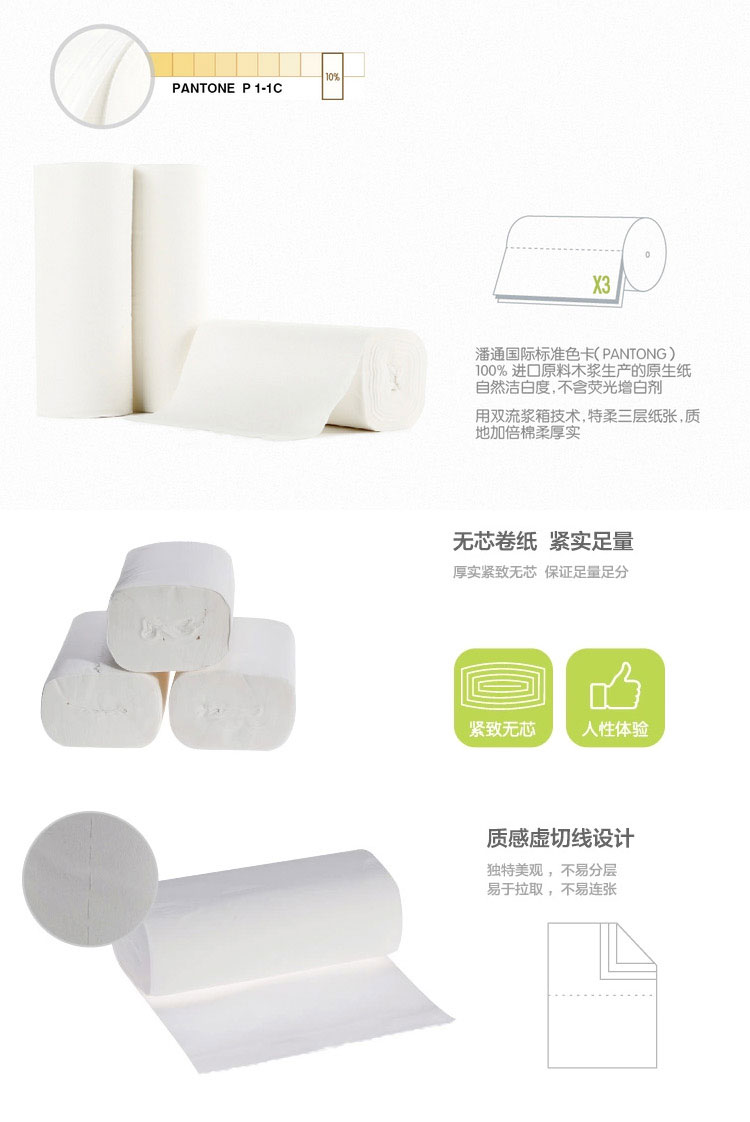 10%
PANTONE P 1-1C
X3
潘通国际标准色卡(PANTONG)
100% 进口原料木浆生产的原生纸
自然洁白度,不含荧光增白剂
用双流浆箱技术,特柔三层纸张,质
地加倍棉柔厚实
无芯卷纸 紧实足量
厚实紧致无芯 保证足量足分
紧致无芯
人性体验
质感虚切线设计
独特美观，不易分层
易于拉取，不易连张